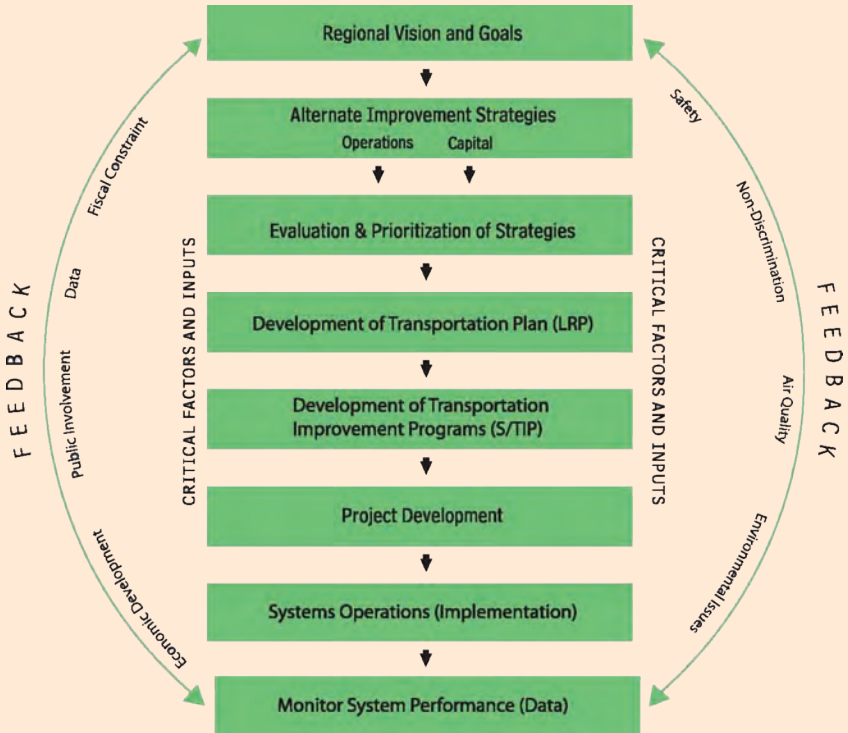 Regional Vision and Goals
Alternate Improvement Strategies
Operations Capital
Evaluation & Prioritization of Strategies
Development of Transportation Plan (LRP)
Development of Transportation
Improvement Programs (S/TIP)
Project Development
Systems Operations (Implementation)
Monitor System Performance (Data)
FEEDBACK
Fiscal Constraint
Data
Public Involvement
Economic Development
CRITICAL FACTORS AND INPUTS
CRITICAL FACTORS AND INPUTS
Safety
Non-Discrimination
Air Quality
Environmental Issues
FEEDBACK